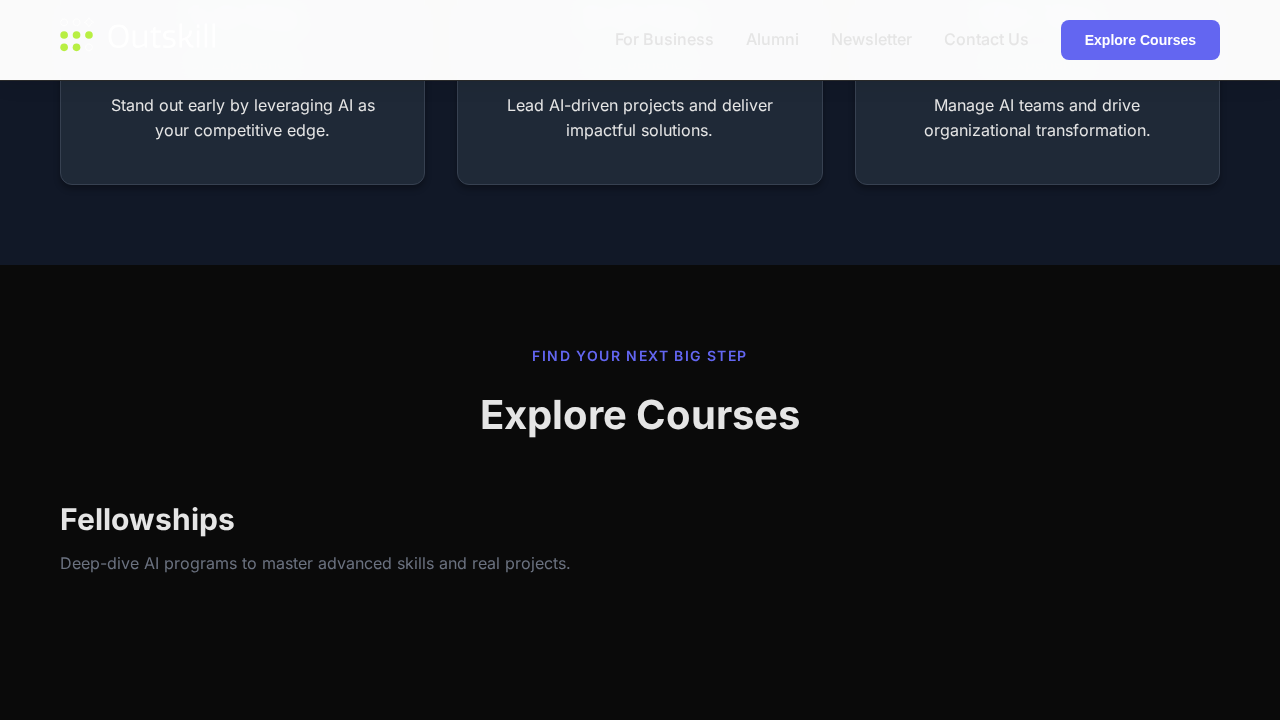 Outskill
For Business
Alumni
Newsletter
Contact Us
Explore Courses
Stand out early by leveraging AI as
your competitive edge.
Lead AI-driven projects and deliver
impactful solutions.
Manage AI teams and drive
organizational transformation.
FIND YOUR NEXT BIG STEP
Explore Courses
Fellowships
Deep-dive AI programs to master advanced skills and real projects.